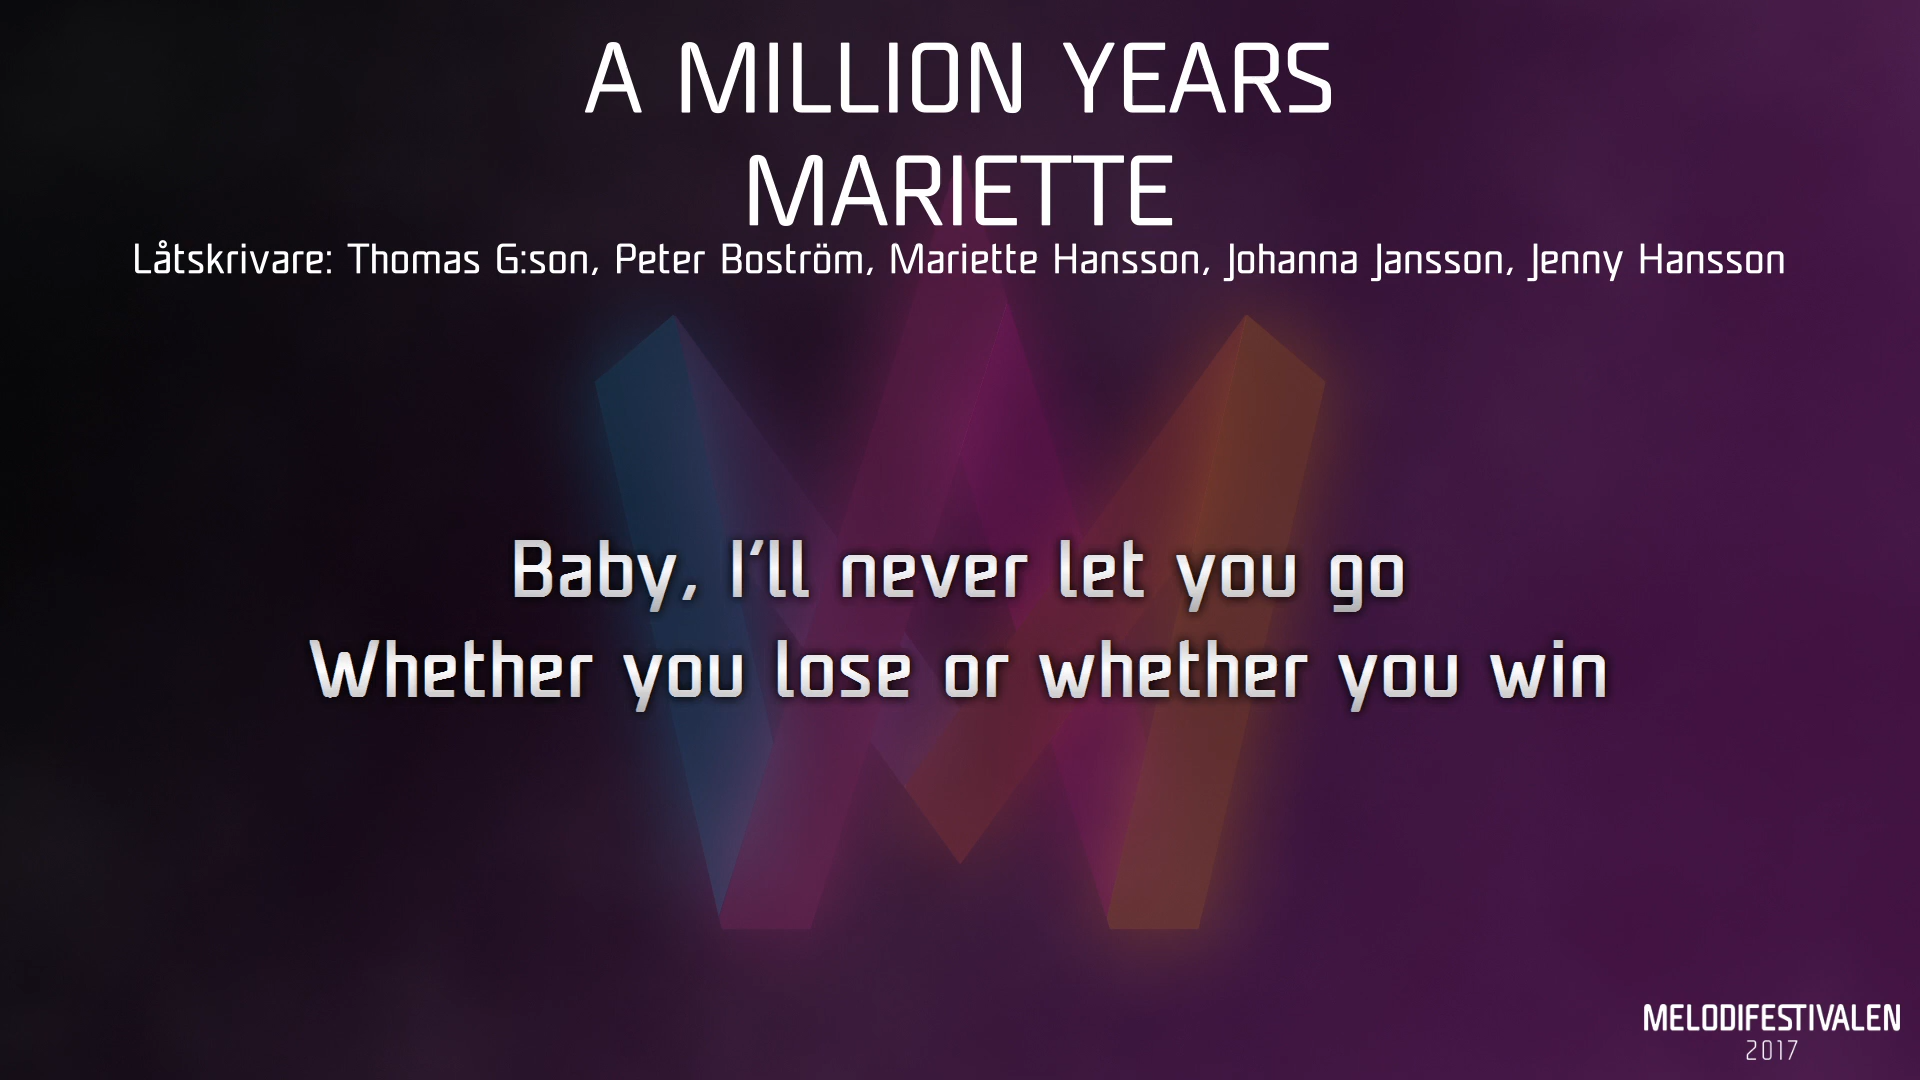 A MILLION YEARS
MARIETTE
Låtskrivare: Thomas G:son, Peter Boström, Mariette Hansson, Johanna Jansson, Jenny Hansson
Baby, I'll never let you go
Whether you lose or whether you win
MELODIFESTIVALEN
2017